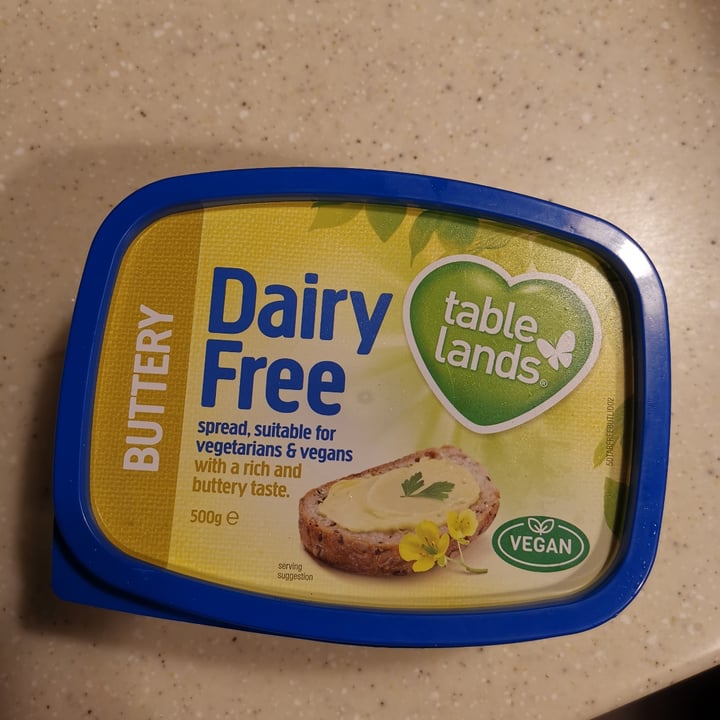 BUTTERY
Dairy
Free
spread, suitable for
vegetarians & vegans
with a rich and
buttery taste.
500g ℮
table
lands®
serving
suggestion
VEGAN